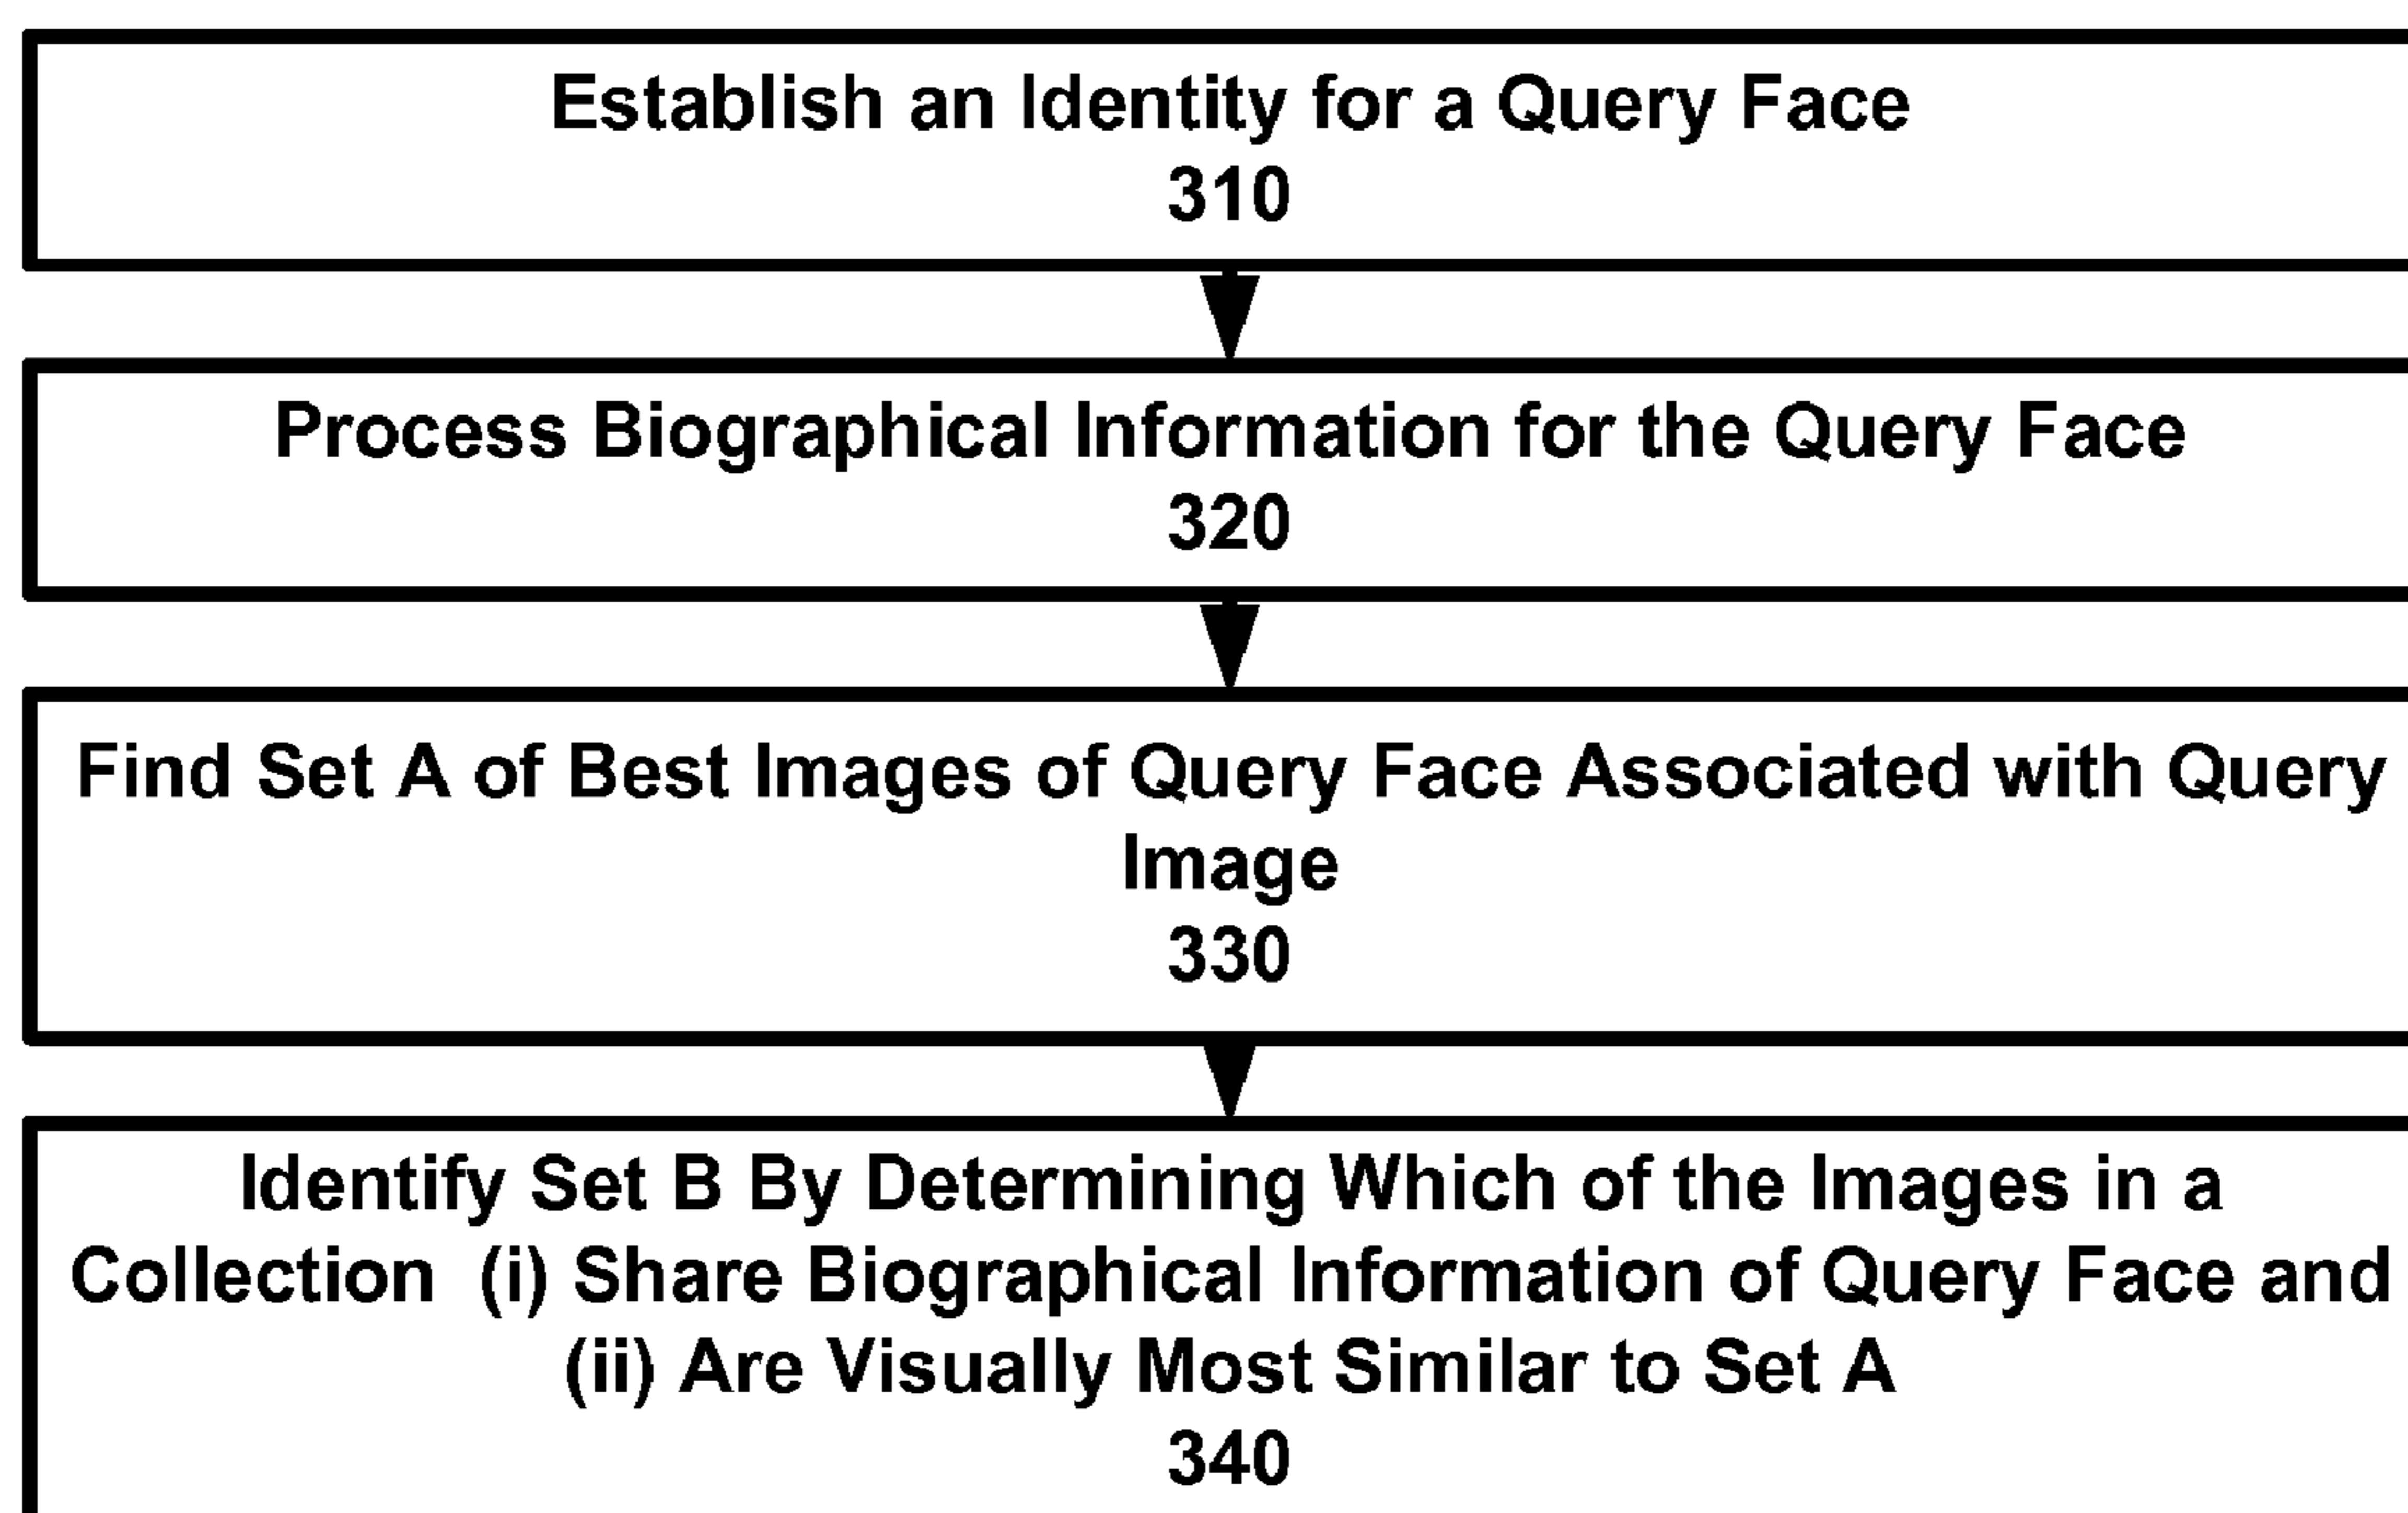 Establish an Identity for a Query Face
310
Process Biographical Information for the Query Face
320
Find Set A of Best Images of Query Face Associated with Query
Image
330
Identify Set B By Determining Which of the Images in a
Collection (i) Share Biographical Information of Query Face and
(ii) Are Visually Most Similar to Set A
340